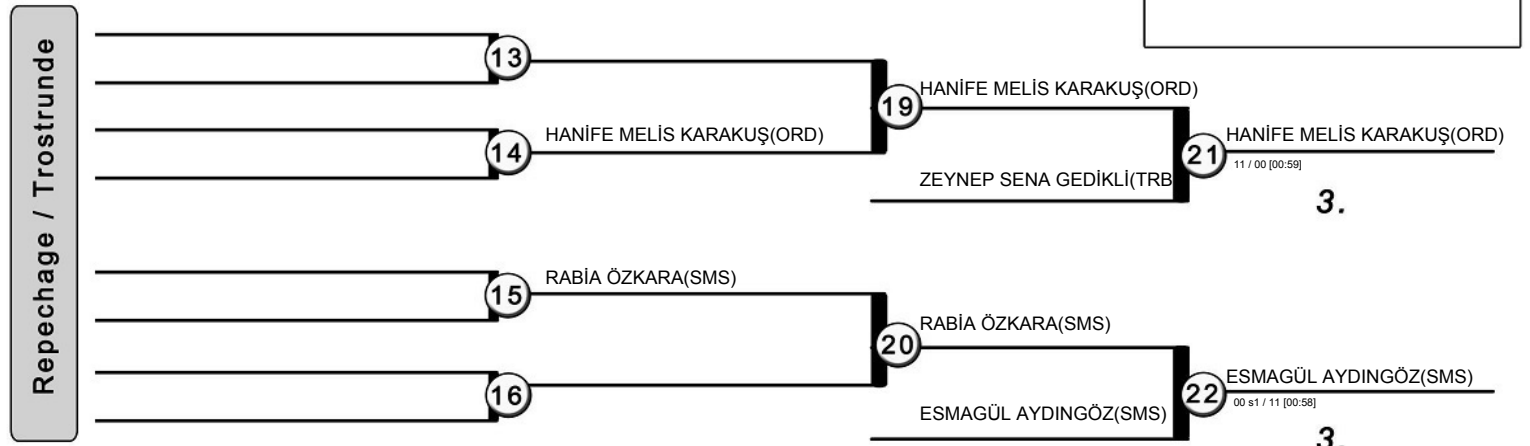 Repechage / Trostrunde
13
HANİFE MELİS KARAKUŞ(ORD)
19
HANİFE MELİS KARAKUŞ(ORD)
14
HANİFE MELİS KARAKUŞ(ORD)
21
11 / 00 [00:59]
ZEYNEP SENA GEDİKLİ(TRB
3.
RABİA ÖZKARA(SMS)
15
RABİA ÖZKARA(SMS)
20
ESMAGÜL AYDINGÖZ(SMS)
16
22
00 s1 / 11 [00:58]
ESMAGÜL AYDINGÖZ(SMS)
3.